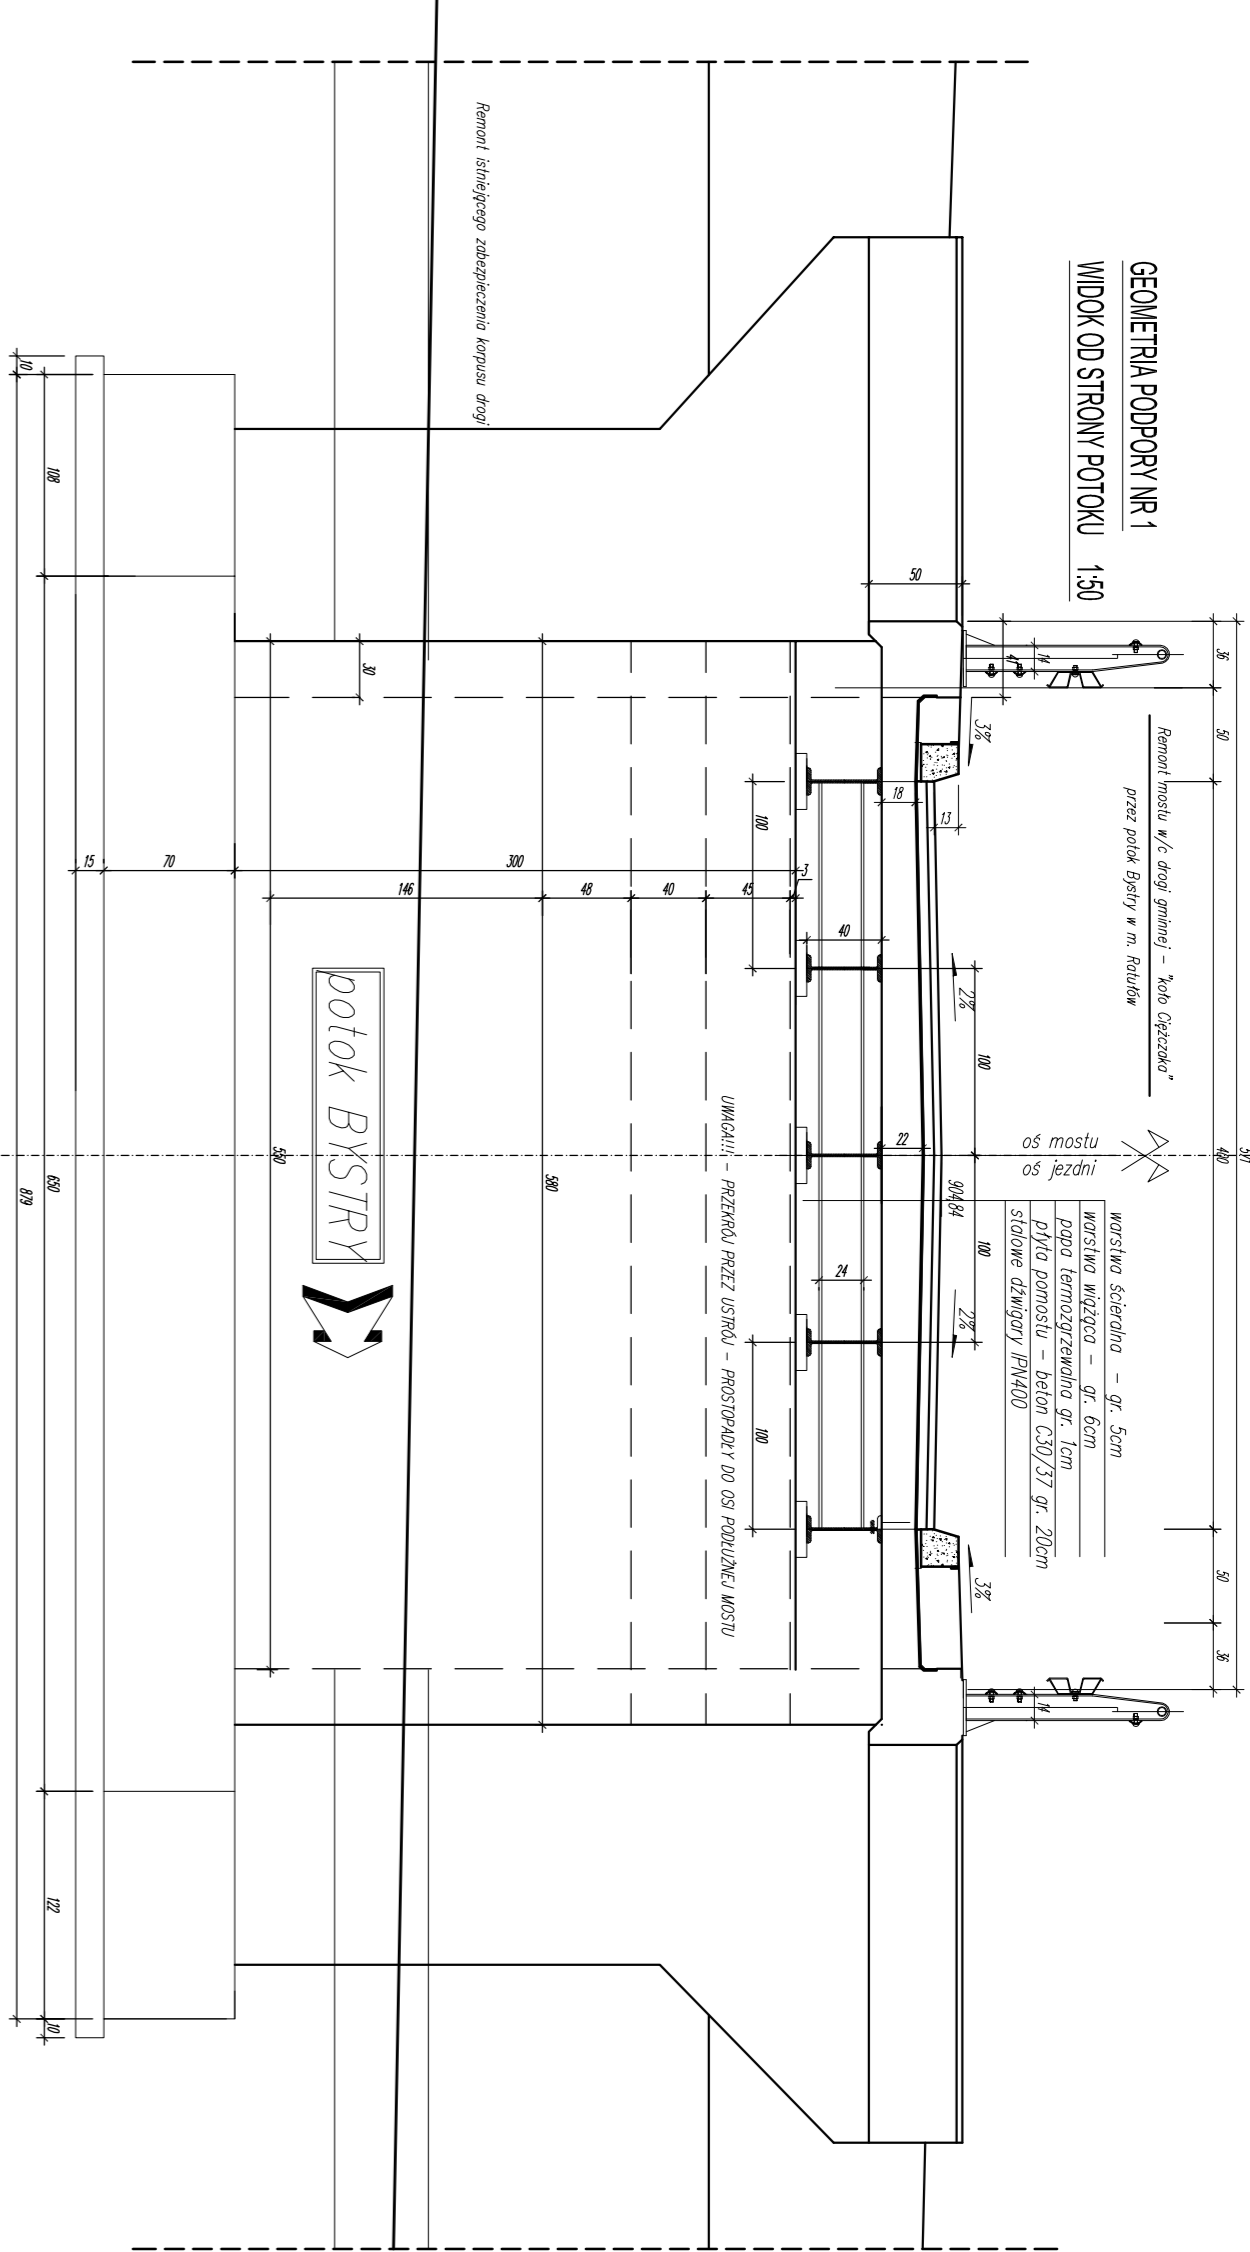 GEOMETRIA PODPORY NR 1
WIDOK OD STRONY POTOKU 1:50
Remont mostu w/c drogi gminnej - "koło Ciężczaka"
przez potok Bystry w m. Ratułów
571
36
50
400
50
36
oś mostu
oś jezdni
warstwa ścieralna - gr. 5cm
warstwa wiążąca - gr. 6cm
papa termozgrzewalna gr. 1cm
płyta pomostu - beton C30/37 gr. 20cm
stalowe dźwigary IPN400
14
41
14
50
3%
2%
100
904,84
100
2%
3%
13
18
22
40
24
3
100
100
UWAGA!!! - PRZEKRÓJ PRZEZ USTRÓJ - PROSTOPADŁY DO OSI PODŁUŻNEJ MOSTU
45
40
48
146
300
70
15
580
30
Remont istniejącego zabezpieczenia korpusu drogi
potok BYSTRY
550
10
108
650
122
10
879